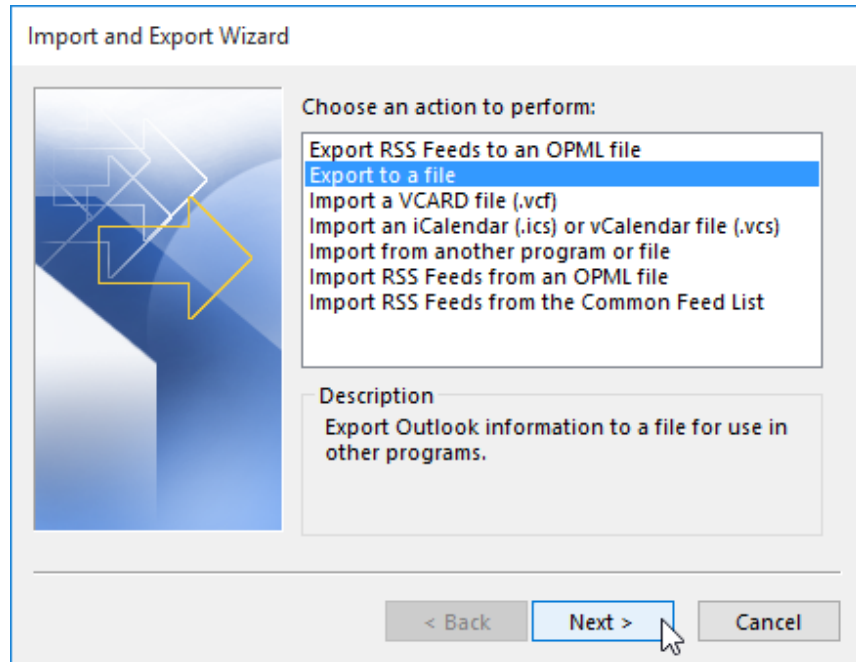 Import and Export Wizard
Choose an action to perform:
Export RSS Feeds to an OPML file
Export to a file
Import a VCARD file (.vcf)
Import an iCalendar (.ics) or vCalendar file (.vcs)
Import from another program or file
Import RSS Feeds from an OPML file
Import RSS Feeds from the Common Feed List
Description
Export Outlook information to a file for use in
other programs.
< Back Next > Cancel